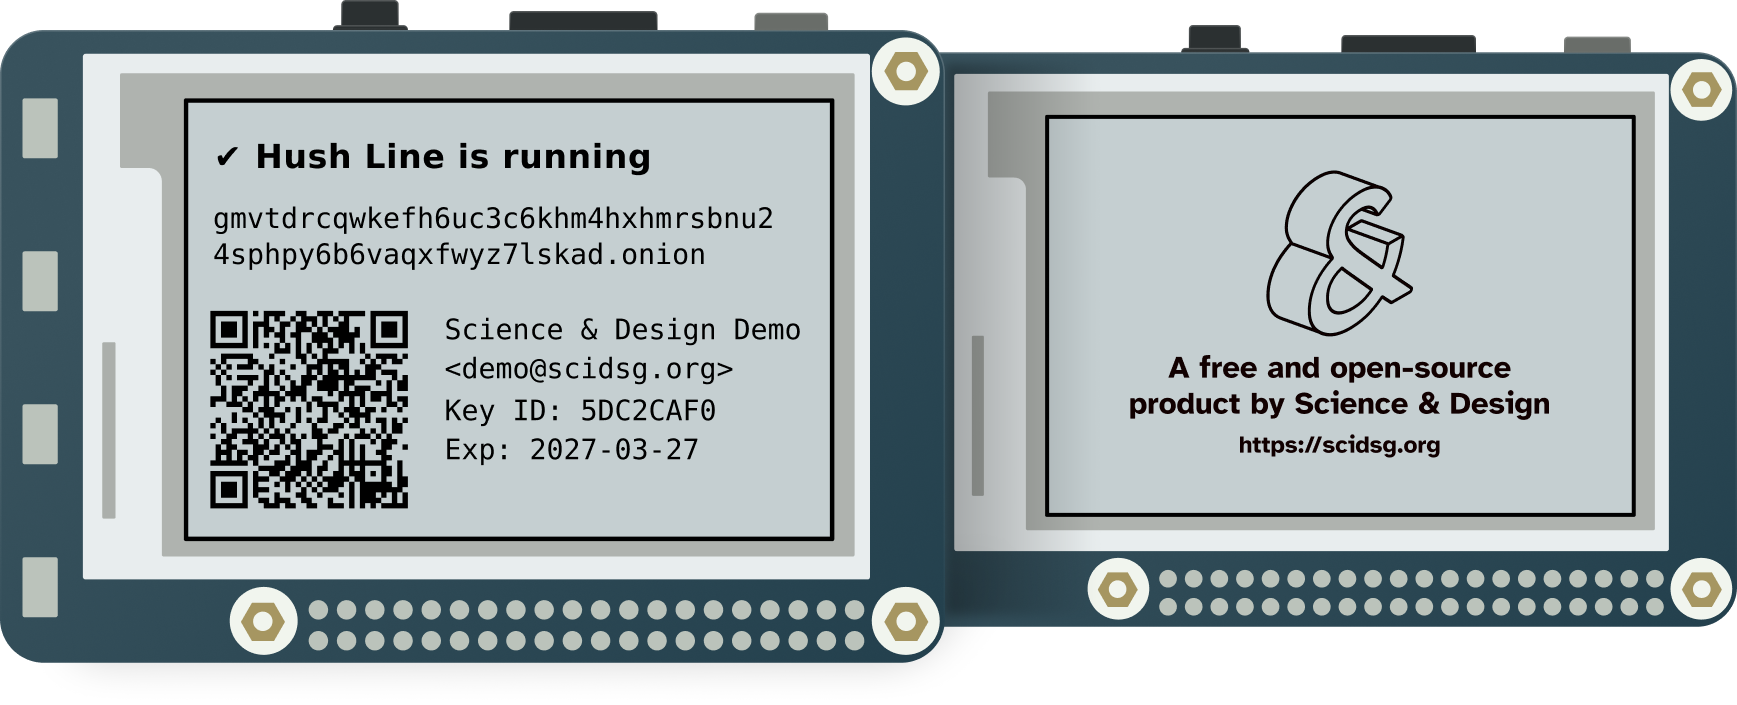 ✔ Hush Line is running
gmvtdrcqwkefh6uc3c6khm4hxhmrsbnu2
4sphpy6b6vaqxfwyz7lskad.onion
Science & Design Demo
<demo@scidsg.org>
Key ID: 5DC2CAF0
Exp: 2027-03-27
&
A free and open-source
product by Science & Design
https://scidsg.org